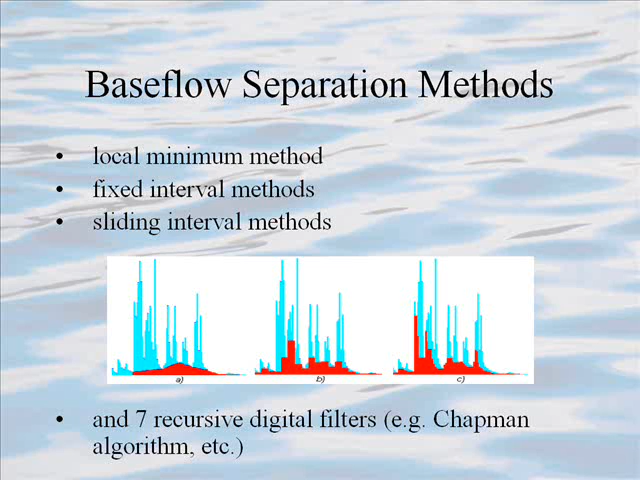 Baseflow Separation Methods
• local minimum method
• fixed interval methods
• sliding interval methods
a) b) c)
• and 7 recursive digital filters (e.g. Chapman
algorithm, etc.)